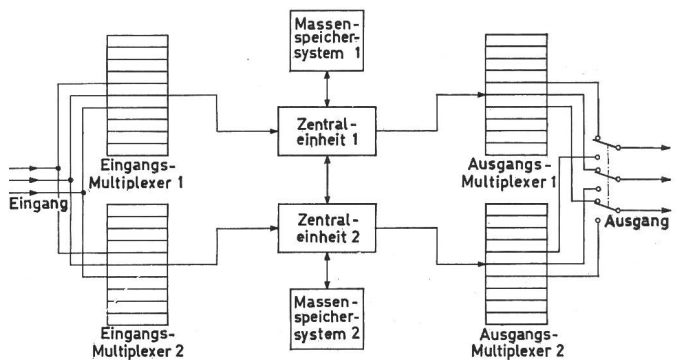 Massen-
speicher-
system 1
Zentral-
einheit 1
Eingangs-
Multiplexer 1
Ausgangs-
Multiplexer 1
Eingang
Ausgang
Zentral-
einheit 2
Massen-
speicher-
system 2
Eingangs-
Multiplexer 2
Ausgangs-
Multiplexer 2